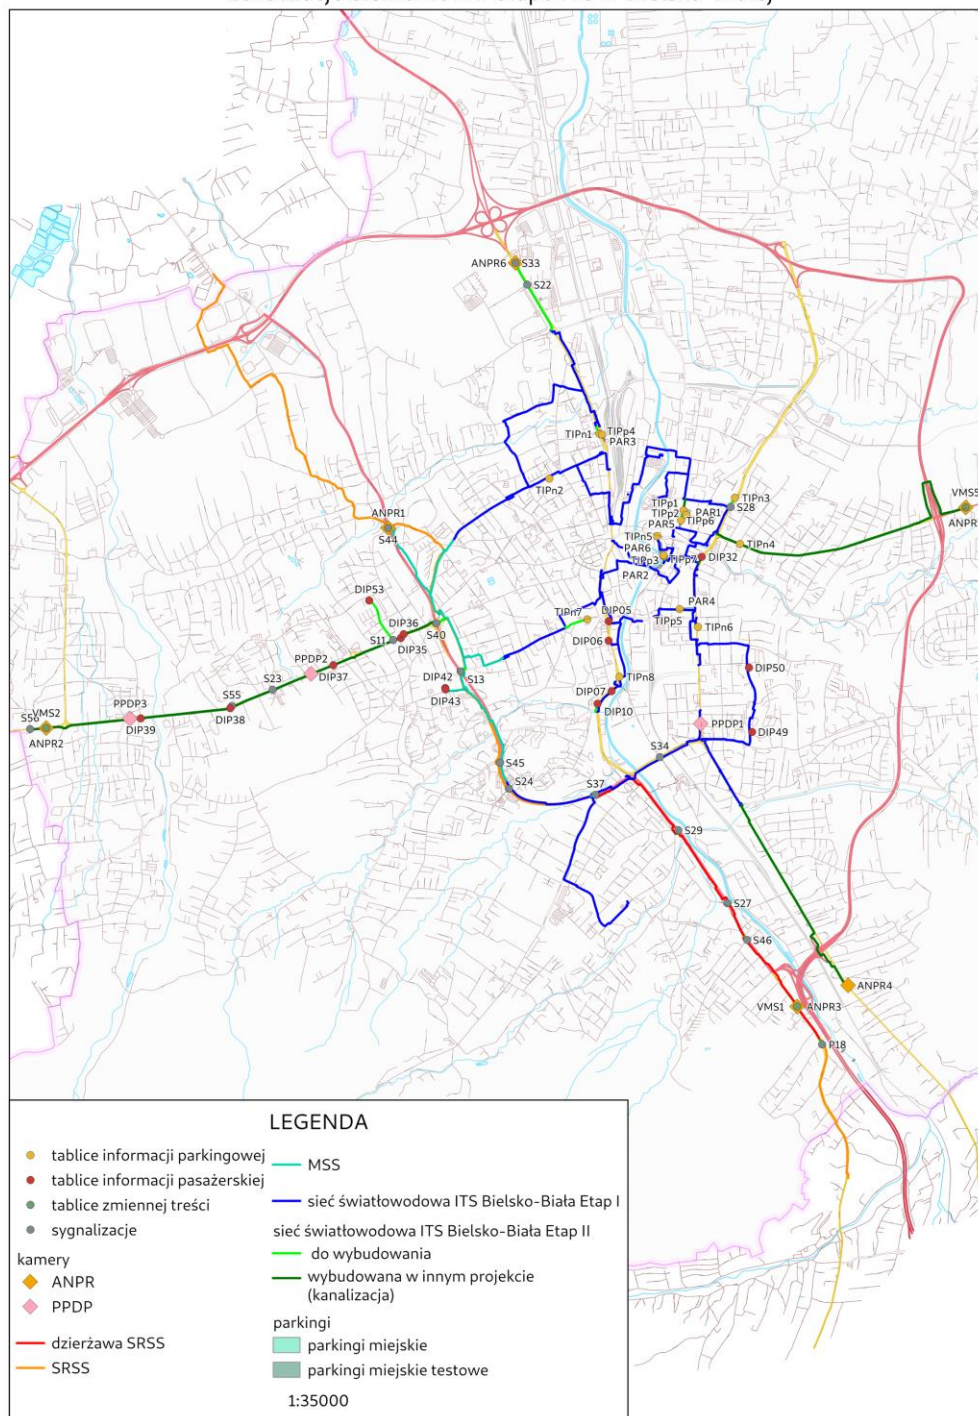 ANPR6
S33
S22
TIPn1
TIPp4
PAR3
TIPn2
TIPp1
TIPn3
VMS5
TIPp2
PAR1
S28
ANPR
ANPR1
PAR5
TIPp6
S44
TIPn5
TIPn4
PAR6
TIPp3
TIPp7
DIP32
PAR2
DIP53
TIPn7
DIP05
PAR4
TIPp5
DIP36
S40
TIPn6
S11
DIP35
DIP06
PPDP2
DIP37
DIP50
S13
DIP42
TIPn8
S23
DIP43
DIP07
PPDP3
S55
DIP10
DIP38
S56
VMS2
PPDP1
DIP39
DIP49
ANPR2
S34
S45
S24
S37
S29
S27
S46
ANPR4
VMS1
ANPR3
P18
LEGENDA
tablice informacji parkingowej
tablice informacji pasażerskiej
tablice zmiennej treści
sygnalizacje
kamery
ANPR
PPDP
dzierżawa SRSS
SRSS
MSS
sieć światłowodowa ITS Bielsko-Biała Etap I
sieć światłowodowa ITS Bielsko-Biała Etap II
do wybudowania
wybudowana w innym projekcie
(kanalizacja)
parkingi
parkingi miejskie
parkingi miejskie testowe
1:35000